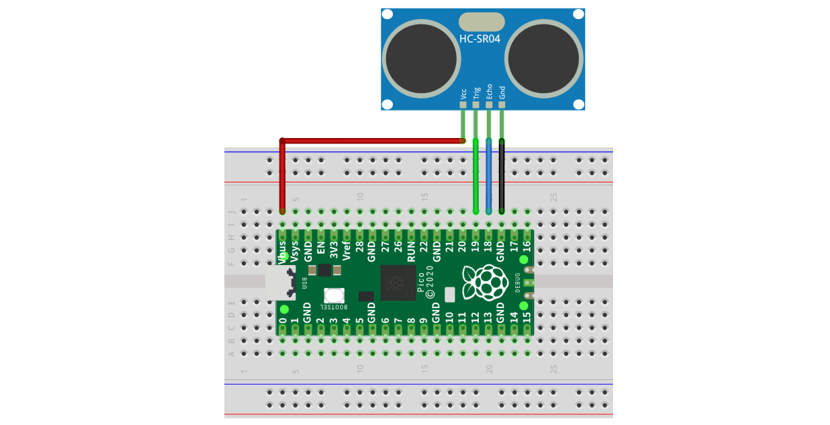 HC-SR04
Vcc Trig Echo Gnd
1 5 10 15 25
J
I
H
G
F
Vbus Vsys GND EN 3V3 Vref 28 GND 27 26 RUN 22 GND 21 20 19 18 GND 17 16
USB
BOOTSEL
Pico
©2020
DEBUG
0 1 GND 2 3 4 5 GND 6 7 8 9 GND 10 11 12 13 GND 14 15
E
D
C
B
A
1 5 10 15 20 25